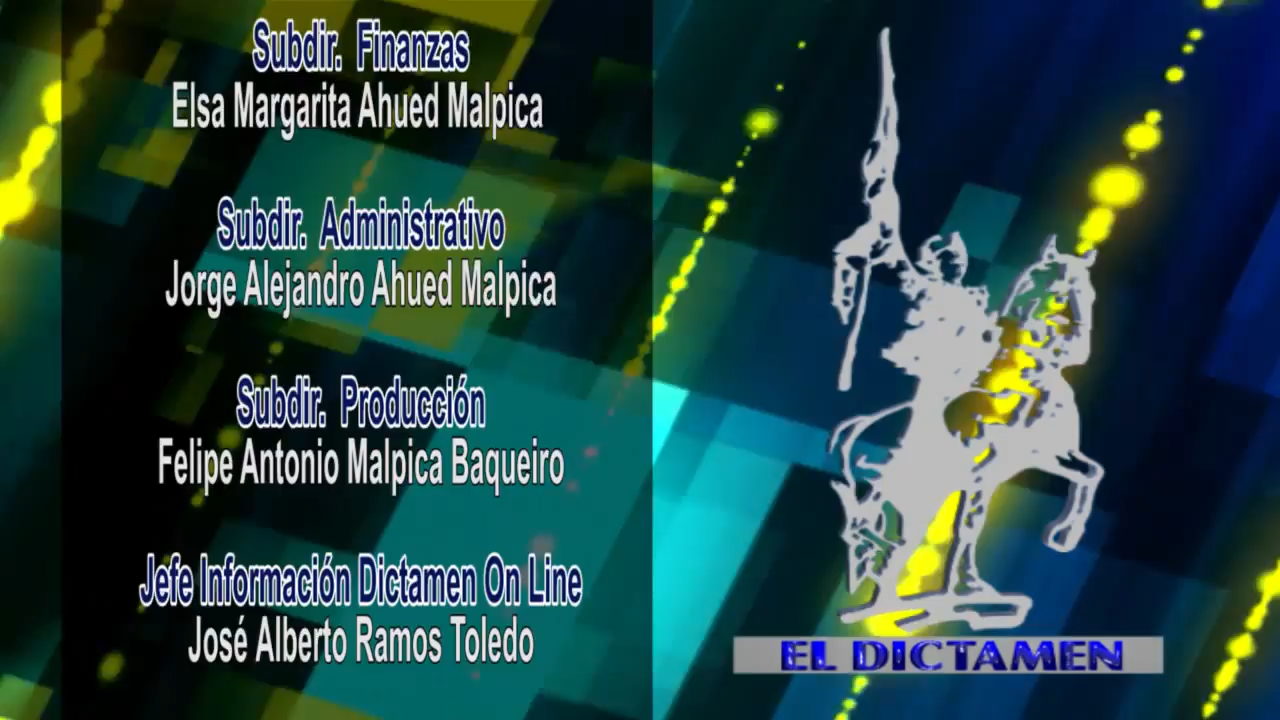 Subdir. Finanzas
Elsa Margarita Ahued Malpica
Subdir. Administrativo
Jorge Alejandro Ahued Malpica
Subdir. Producción
Felipe Antonio Malpica Baqueiro
Jefe Información Dictamen On Line
José Alberto Ramos Toledo
EL DICTAMEN